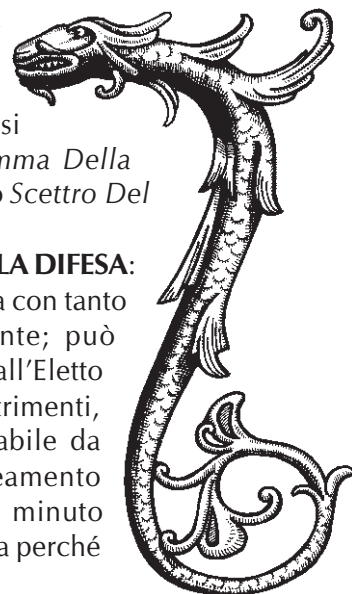 si
mma Della
o Scettro Del
LA DIFESA:
a con tanto
nte; può
all'Eletto
trimenti,
abile da
eamento
minuto
a perché